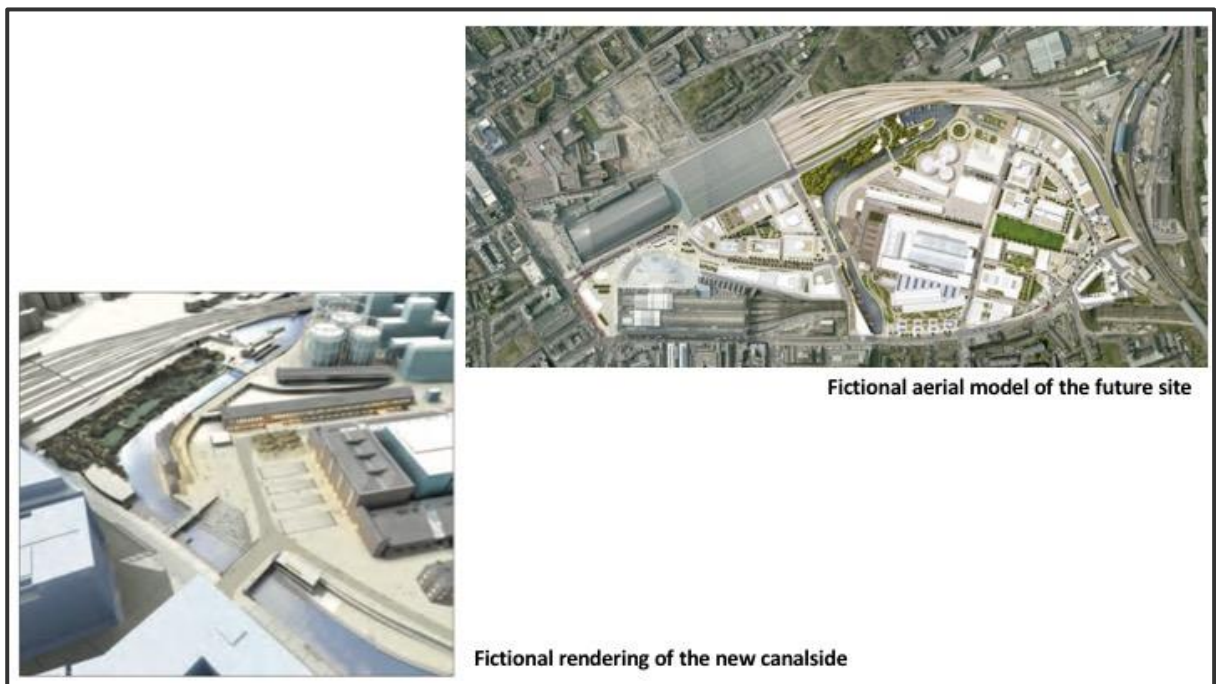 Fictional aerial model of the future site
Fictional rendering of the new canalside